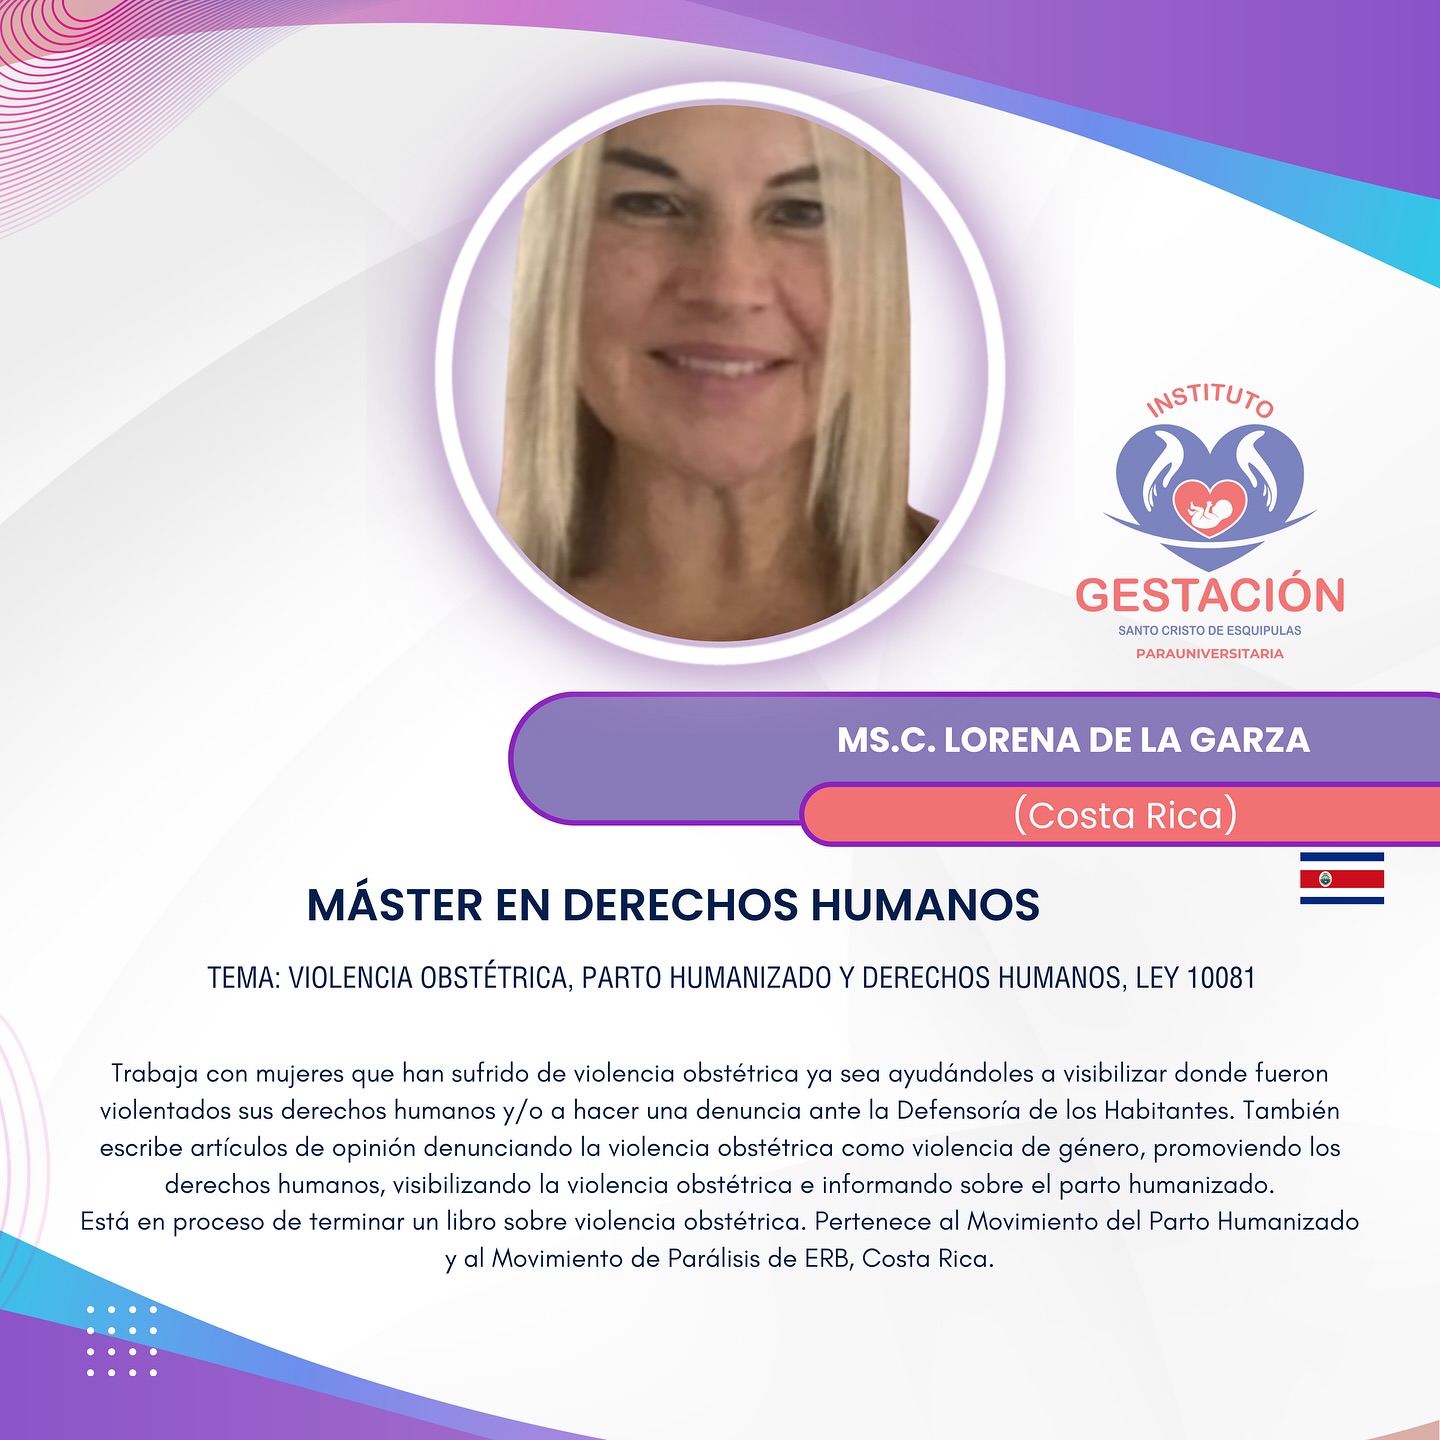 INSTITUTO
GESTACIÓN
SANTO CRISTO DE ESQUIPULAS
PARAUNIVERSITARIA
MS.C. LORENA DE LA GARZA
(Costa Rica)
MÁSTER EN DERECHOS HUMANOS
TEMA: VIOLENCIA OBSTÉTRICA, PARTO HUMANIZADO Y DERECHOS HUMANOS, LEY 10081
Trabaja con mujeres que han sufrido de violencia obstétrica ya sea ayudándoles a visibilizar donde fueron
violentados sus derechos humanos y/o a hacer una denuncia ante la Defensoría de los Habitantes. También
escribe artículos de opinión denunciando la violencia obstétrica como violencia de género, promoviendo los
derechos humanos, visibilizando la violencia obstétrica e informando sobre el parto humanizado.
Está en proceso de terminar un libro sobre violencia obstétrica. Pertenece al Movimiento del Parto Humanizado
y al Movimiento de Parálisis de ERB, Costa Rica.